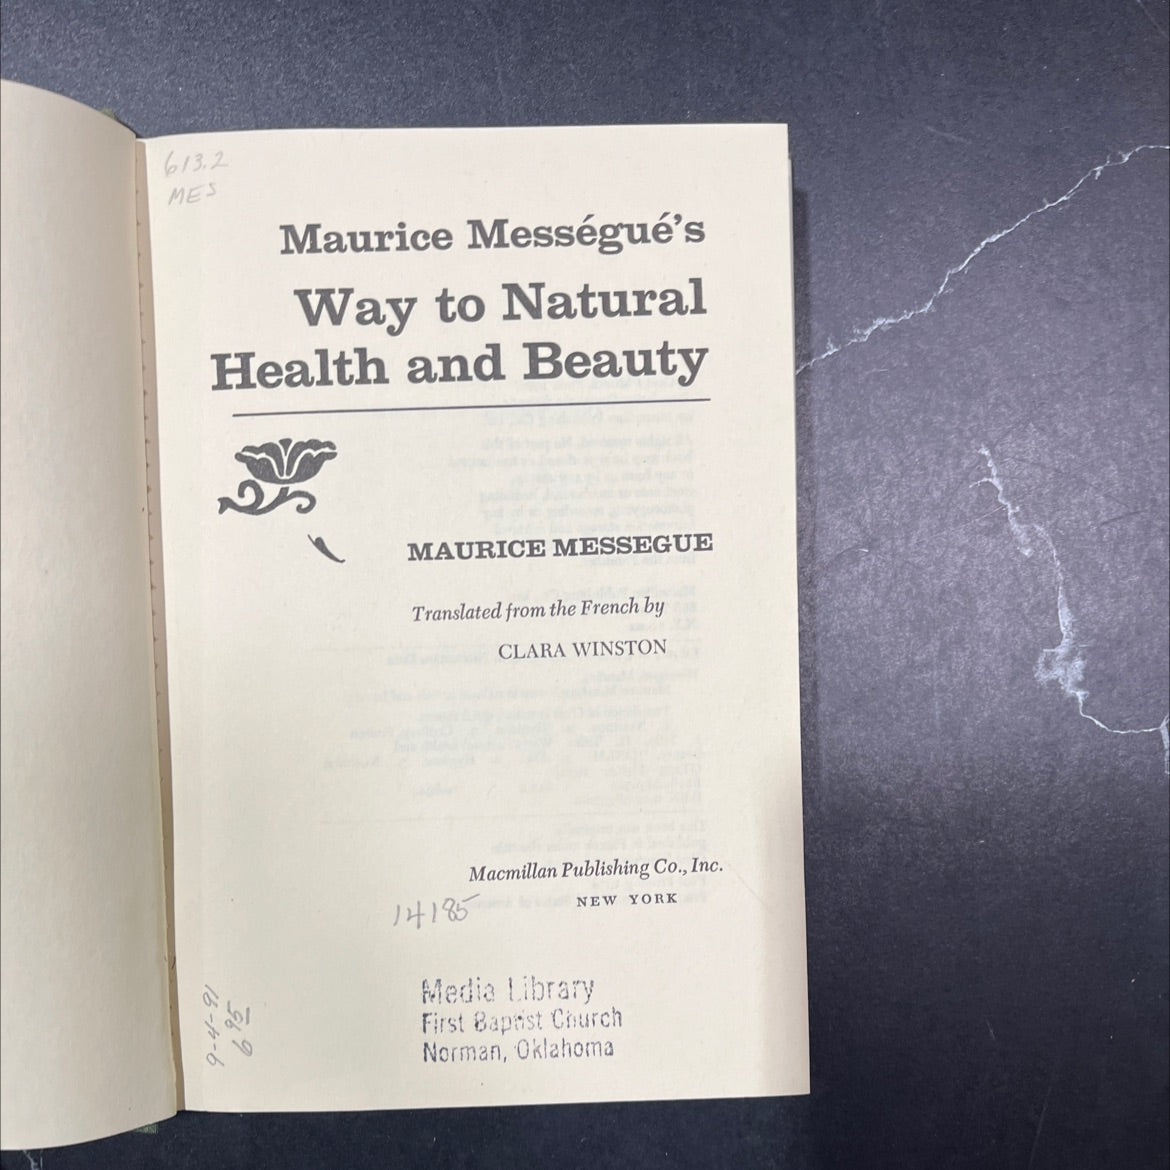 613.2
MES
Maurice Mességué's
Way to Natural
Health and Beauty
MAURICE MESSEGUE
Translated from the French by
CLARA WINSTON
Macmillan Publishing Co., Inc.
NEW YORK
14185
Media Library
First Baptist Church
Norman, Oklahoma
9-4-91
6 95